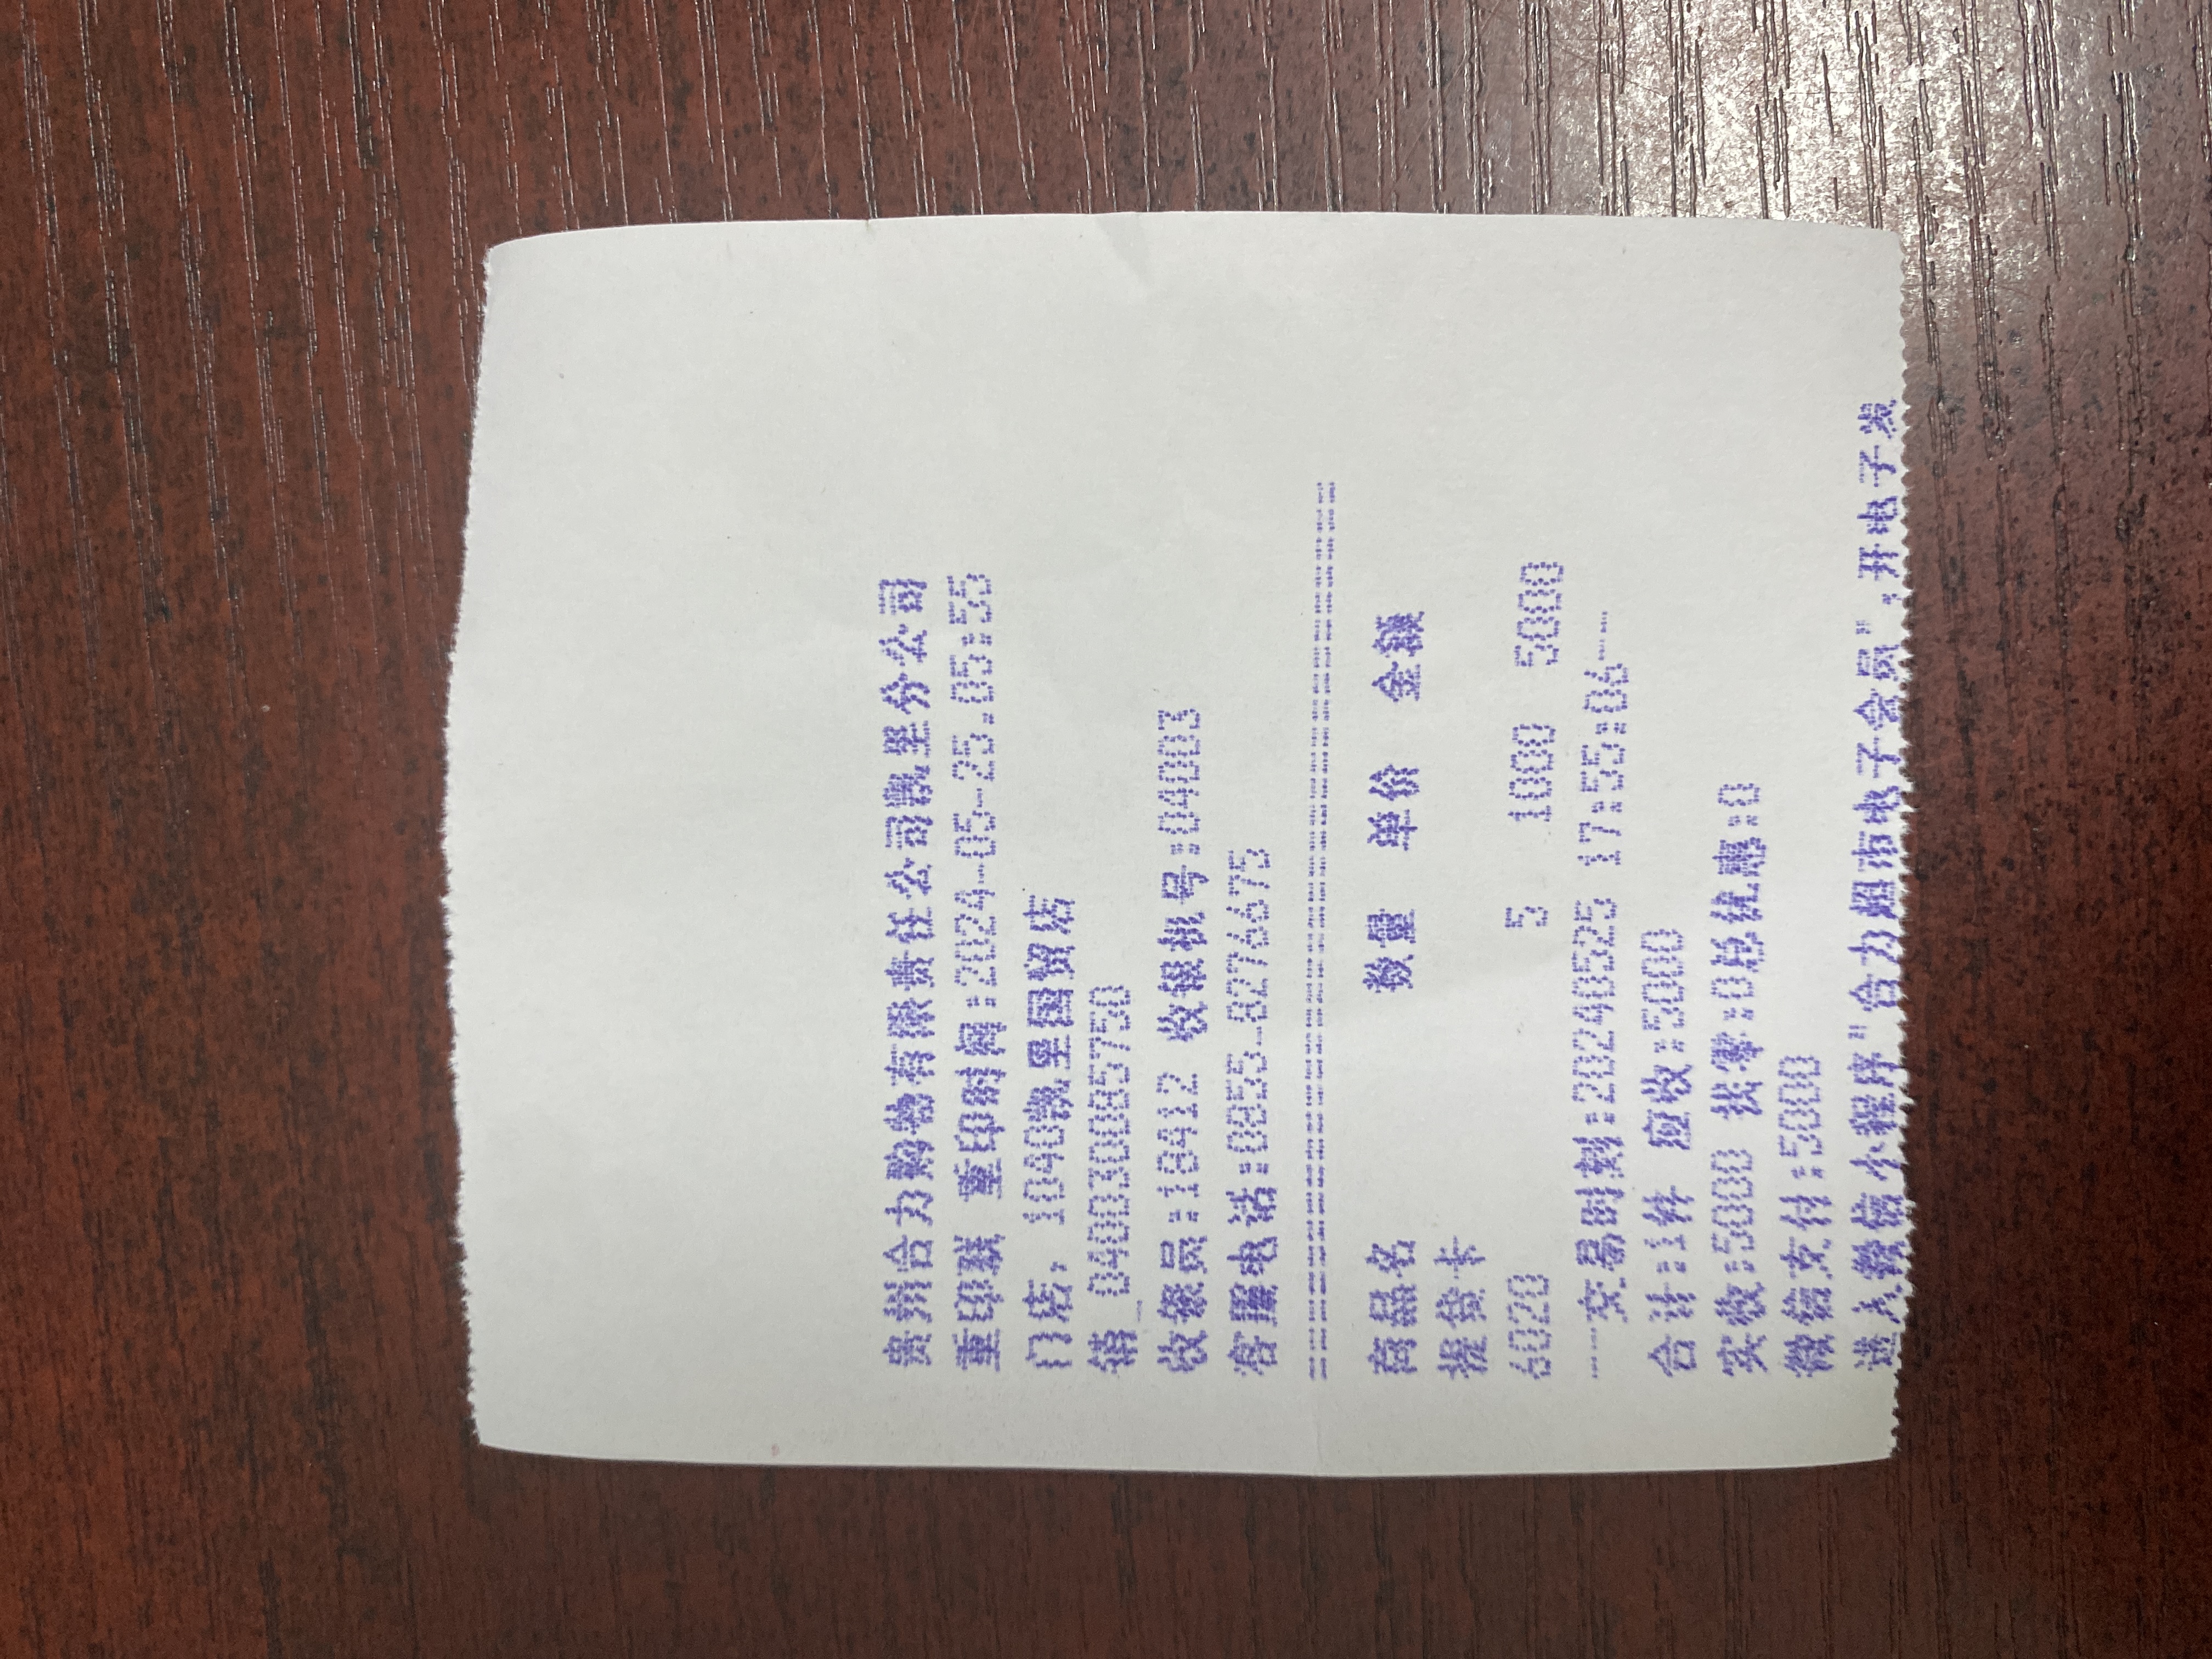 贵州合力购物有限责任公司凯里分公司
重印联 重印时间:2024-05-25.05:55
门店: 1040凯里国贸店
销_040030085750
收银员:18412 收银机号:04003
客服电话:0855-8276675
======================================
商品名 数量 单价 金额
提货卡
6020 5 1000 5000
---交易时刻:20240525 17:55:06---
合计:1件 应收:5000
实收:5000 找零:0总优惠:0
微信支付:5000
进入微信小程序"合力超市电子会员",开电子发